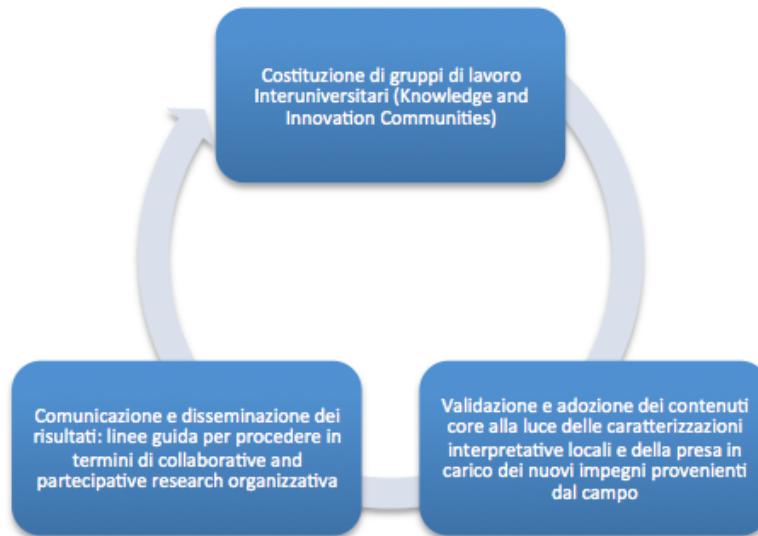 Costituzione di gruppi di lavoro
Interuniversitari (Knowledge and
Innovation Communities)
Validazione e adozione dei contenuti
core alla luce delle caratterizzazioni
interpretative locali e della presa in
carico dei nuovi impegni provenienti
dal campo
Comunicazione e disseminazione dei
risultati: linee guida per procedere in
termini di collaborative and
partecipative research organizzativa